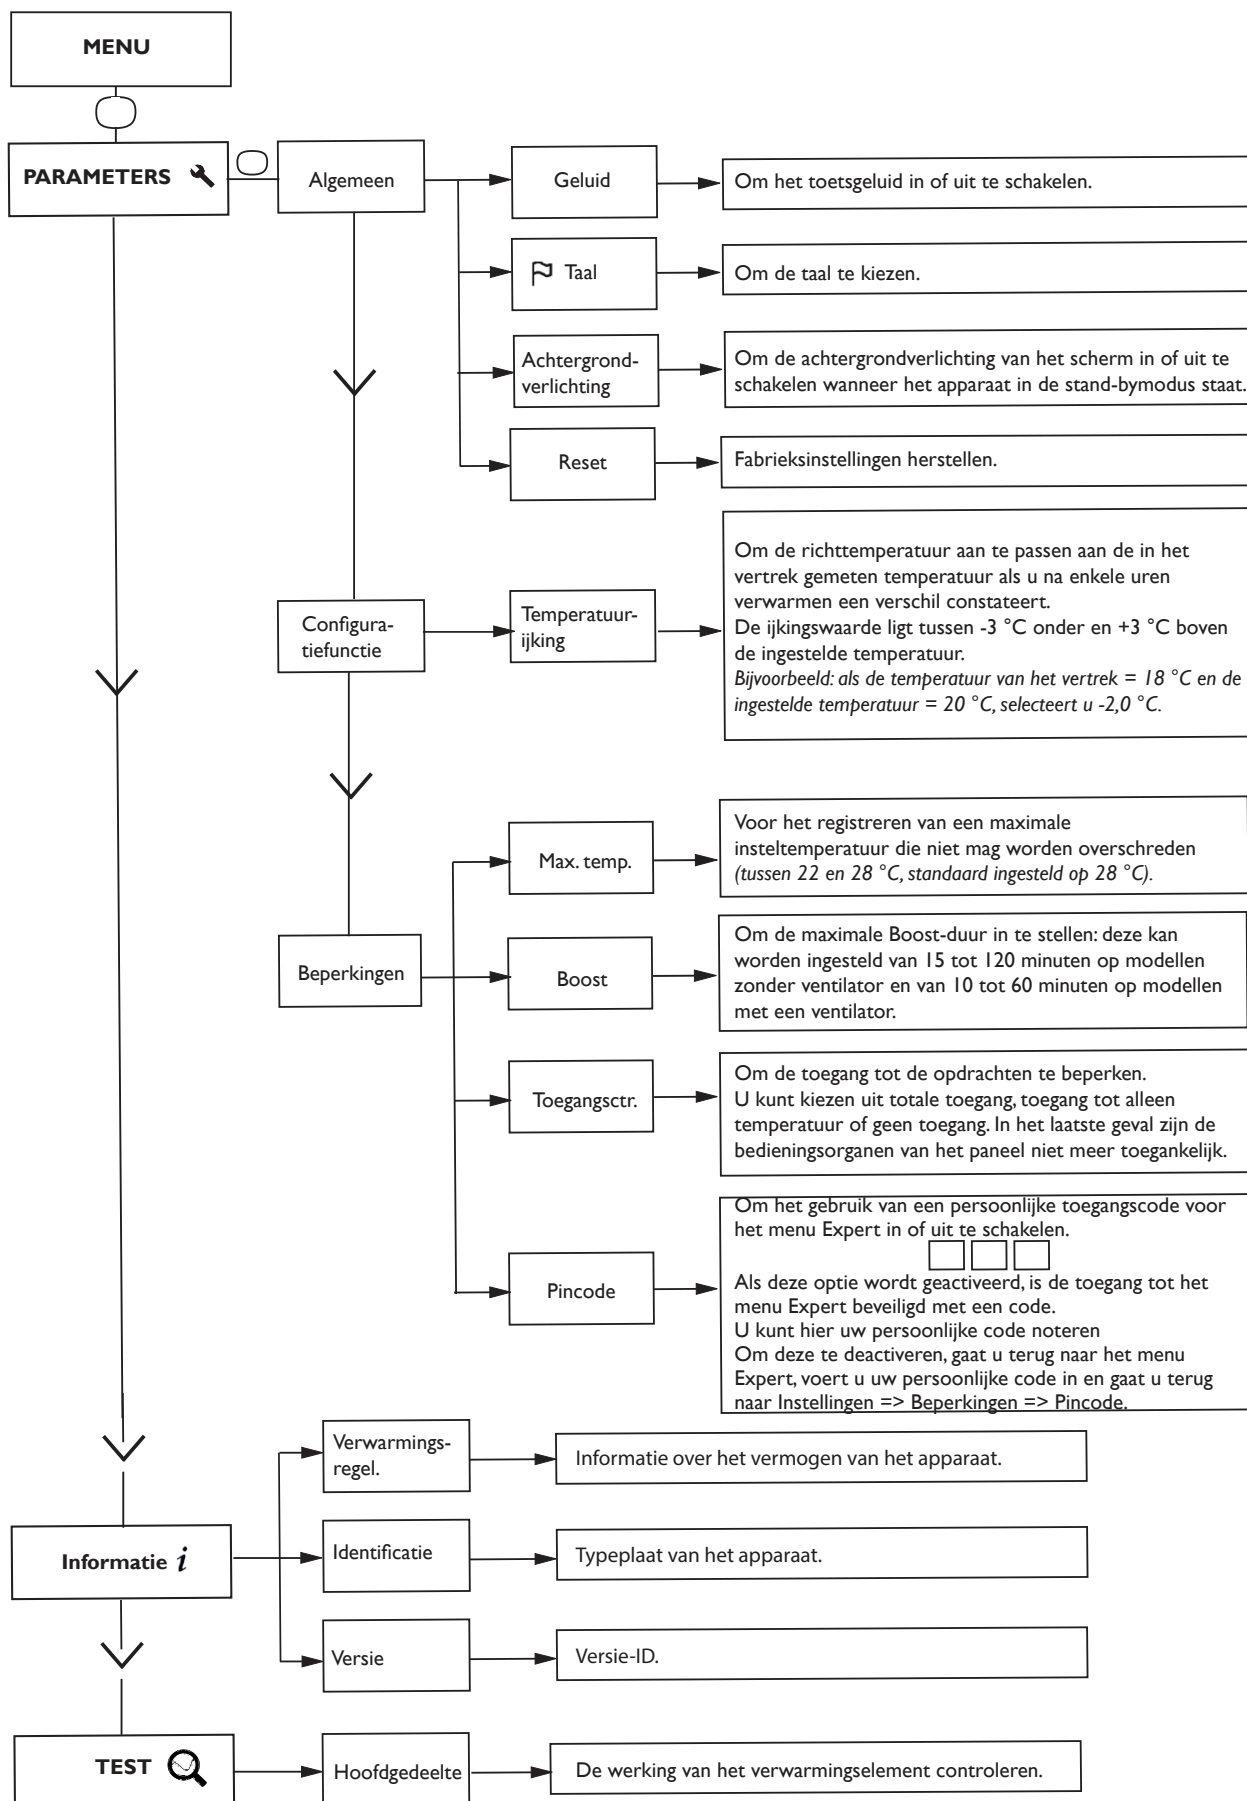 MENU
PARAMETERS
Algemeen
Geluid
Om het toetsgeluid in of uit te schakelen.
Taal
Om de taal te kiezen.
Achtergrond-
verlichting
Om de achtergrondverlichting van het scherm in of uit te
schakelen wanneer het apparaat in de stand-bymodus staat.
Reset
Fabrieksinstellingen herstellen.
Configura-
tiefunctie
Temperatuur-
ijking
Om de richttemperatuur aan te passen aan de in het
vertrek gemeten temperatuur als u na enkele uren
verwarmen een verschil constateert.
De ijkingswaarde ligt tussen -3 °C onder en +3 °C boven
de ingestelde temperatuur.
Bijvoorbeeld: als de temperatuur van het vertrek = 18 °C en de
ingestelde temperatuur = 20 °C, selecteert u -2,0 °C.
Beperkingen
Max. temp.
Voor het registreren van een maximale
insteltemperatuur die niet mag worden overschreden
(tussen 22 en 28 °C, standaard ingesteld op 28 °C).
Boost
Om de maximale Boost-duur in te stellen: deze kan
worden ingesteld van 15 tot 120 minuten op modellen
zonder ventilator en van 10 tot 60 minuten op modellen
met een ventilator.
Toegangsctr.
Om de toegang tot de opdrachten te beperken.
U kunt kiezen uit totale toegang, toegang tot alleen
temperatuur of geen toegang. In het laatste geval zijn de
bedieningsorganen van het paneel niet meer toegankelijk.
Pincode
Om het gebruik van een persoonlijke toegangscode voor
het menu Expert in of uit te schakelen.
Als deze optie wordt geactiveerd, is de toegang tot het
menu Expert beveiligd met een code.
U kunt hier uw persoonlijke code noteren
Om deze te deactiveren, gaat u terug naar het menu
Expert, voert u uw persoonlijke code in en gaat u terug
naar Instellingen => Beperkingen => Pincode.
Informatie i
Verwarmings-
regel.
Informatie over het vermogen van het apparaat.
Identificatie
Typeplaat van het apparaat.
Versie
Versie-ID.
TEST
Hoofdgedeelte
De werking van het verwarmingselement controleren.